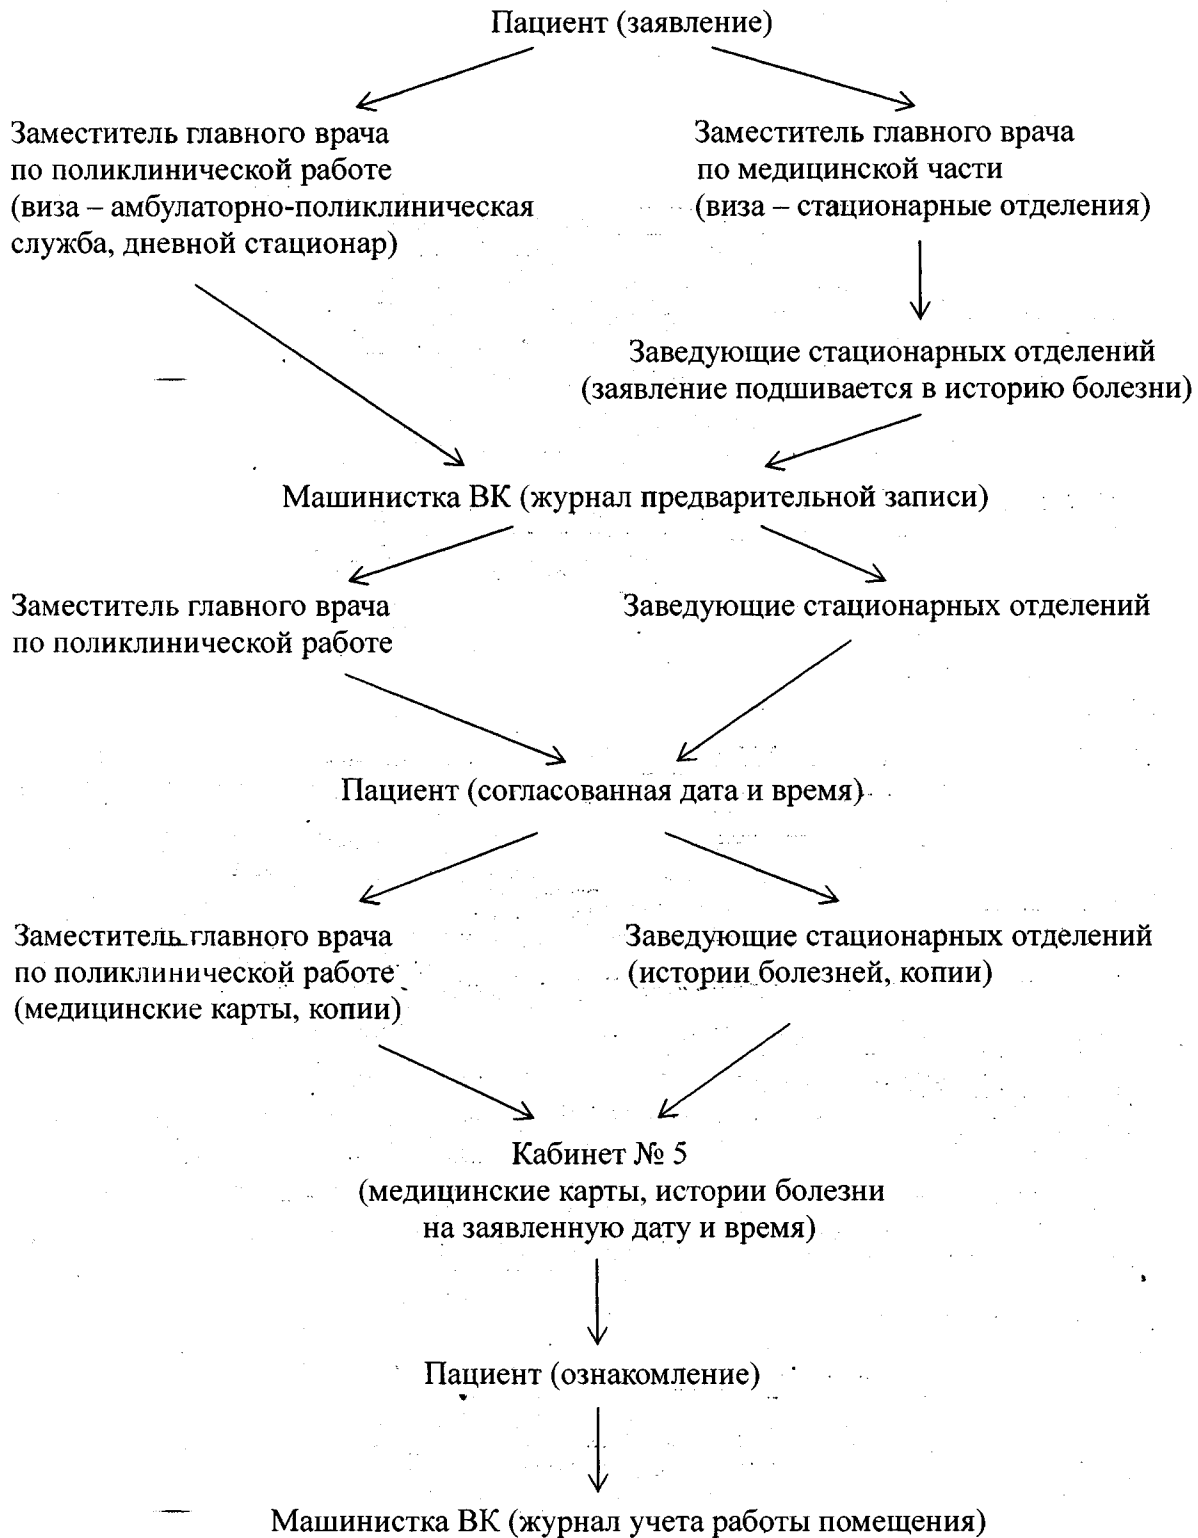 Пациент (заявление)
Заместитель главного врача
по поликлинической работе
(виза – амбулаторно-поликлиническая
служба, дневной стационар)
Заместитель главного врача
по медицинской части
(виза – стационарные отделения)
Заведующие стационарных отделений
(заявление подшивается в историю болезни)
Машинистка ВК (журнал предварительной записи)
Заместитель главного врача
по поликлинической работе
Заведующие стационарных отделений
Пациент (согласованная дата и время)
Заместитель главного врача
по поликлинической работе
(медицинские карты, копии)
Заведующие стационарных отделений
(истории болезней, копии)
Кабинет № 5
(медицинские карты, истории болезни
на заявленную дату и время)
Пациент (ознакомление)
Машинистка ВК (журнал учета работы помещения)